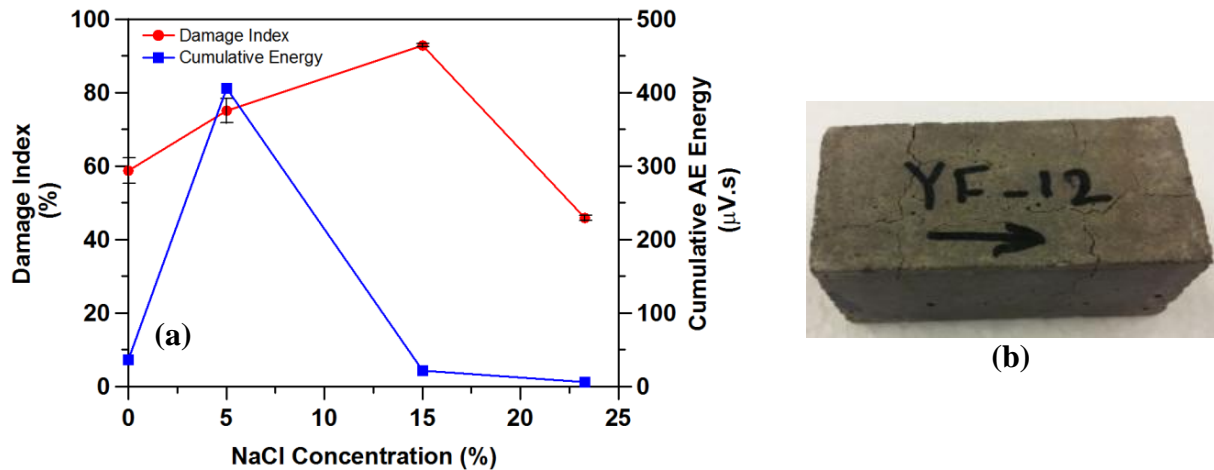 100
80
60
40
20
0
Damage Index
(%)
Damage Index
Cumulative Energy
(a)
500
400
300
200
100
0
Cumulative AE Energy
(μV.s)
0 5 10 15 20 25
NaCl Concentration (%)
YF-12
(b)